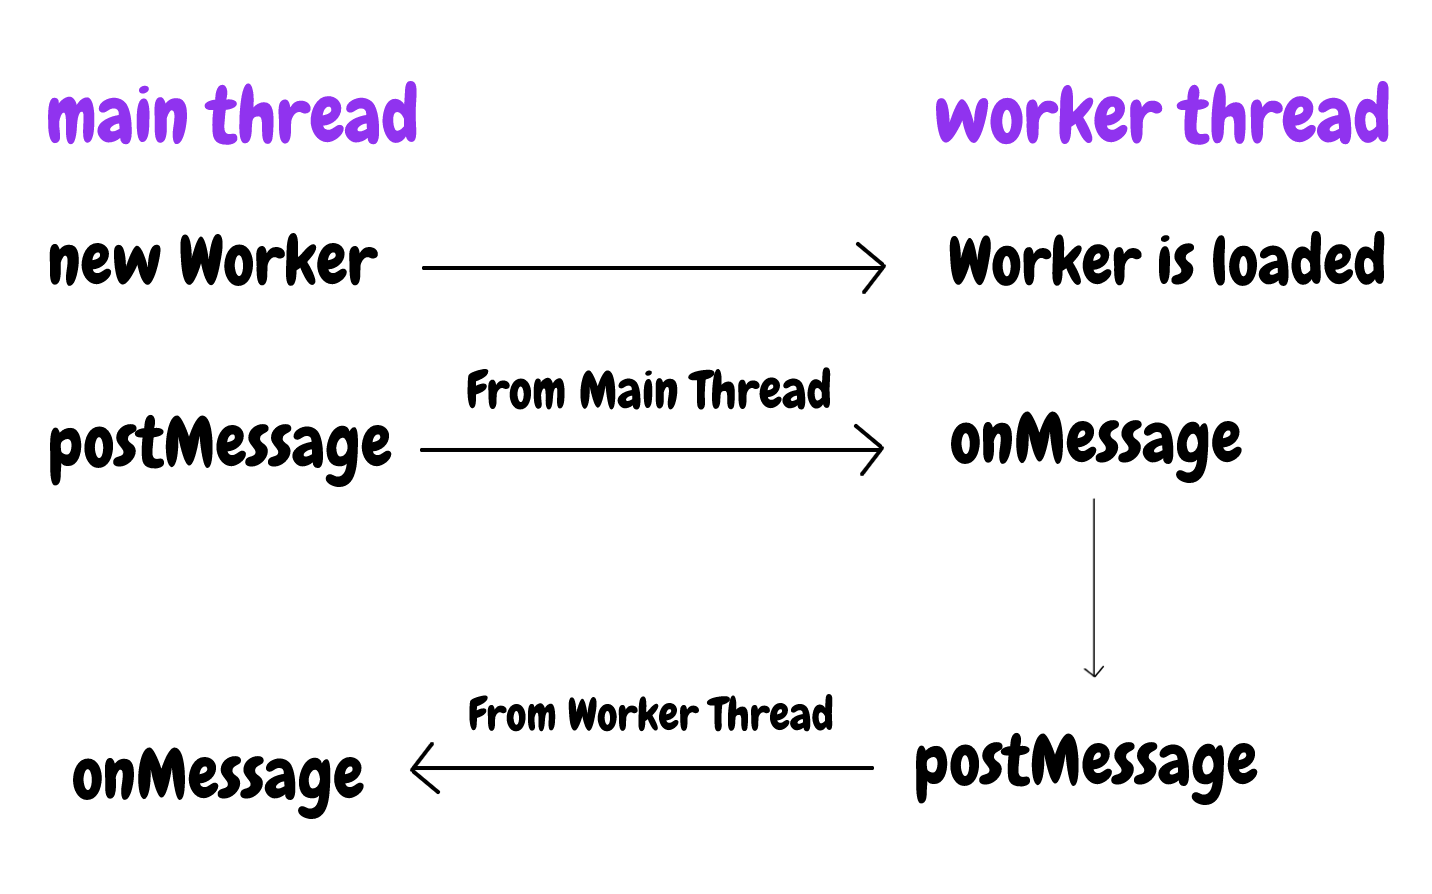 main thread
worker thread
new Worker
Worker is loaded
From Main Thread
postMessage
onMessage
From Worker Thread
onMessage
postMessage